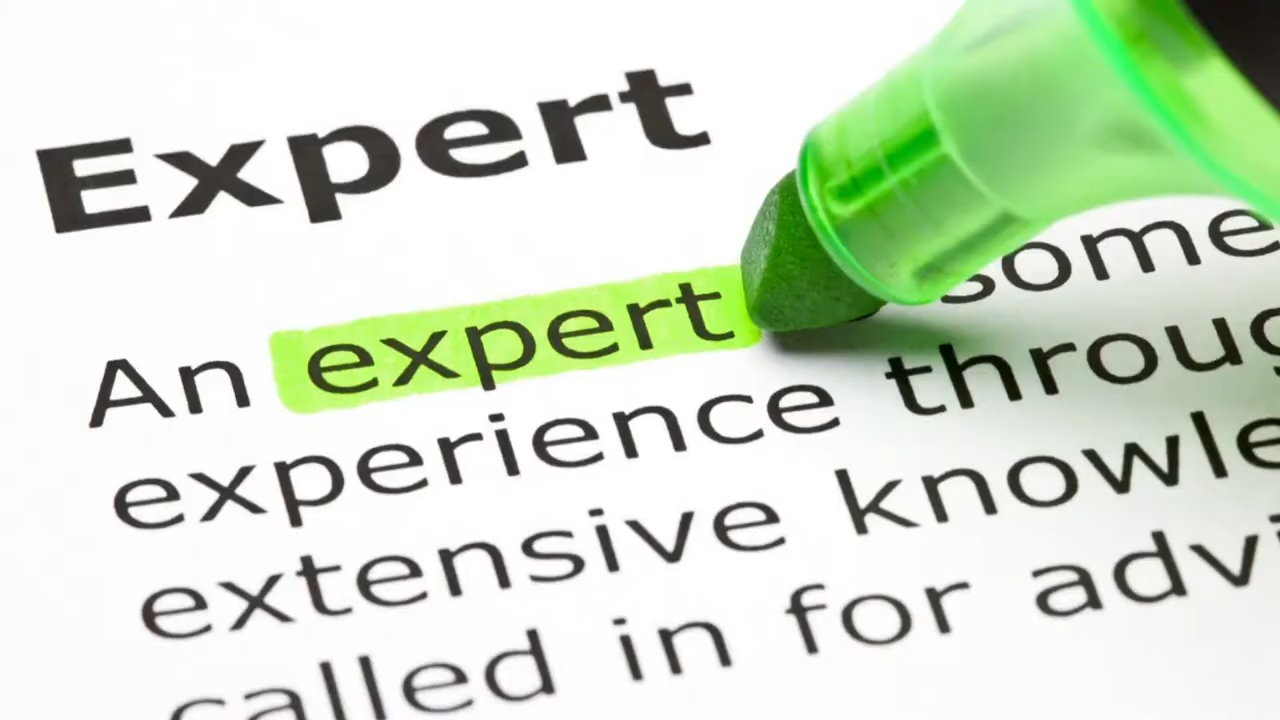 Expert
An expert some
experience throug
extensive knowle
called in for advi